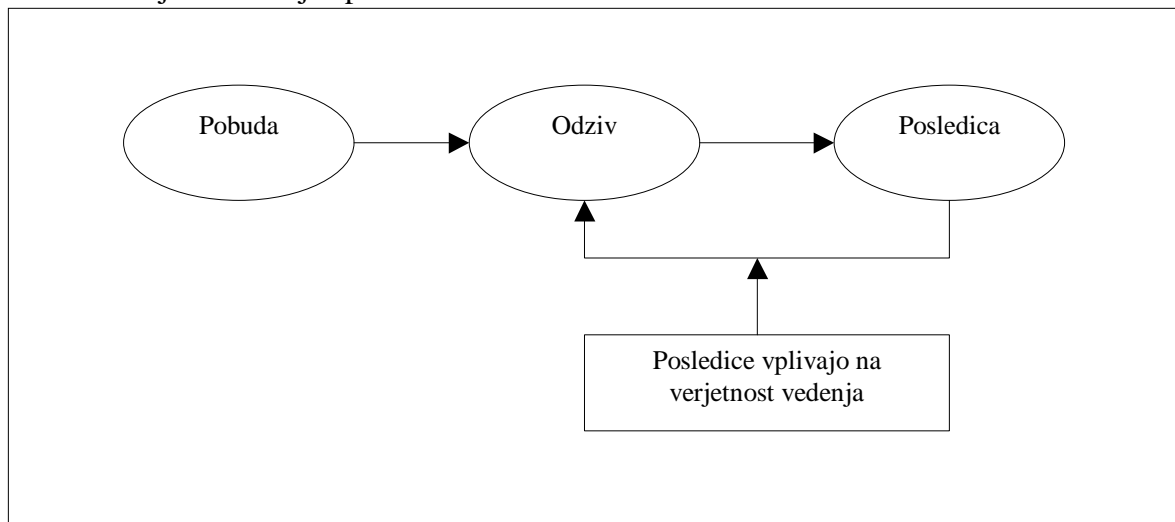 Pobuda
Odziv
Posledica
Posledice vplivajo na
verjetnost vedenja